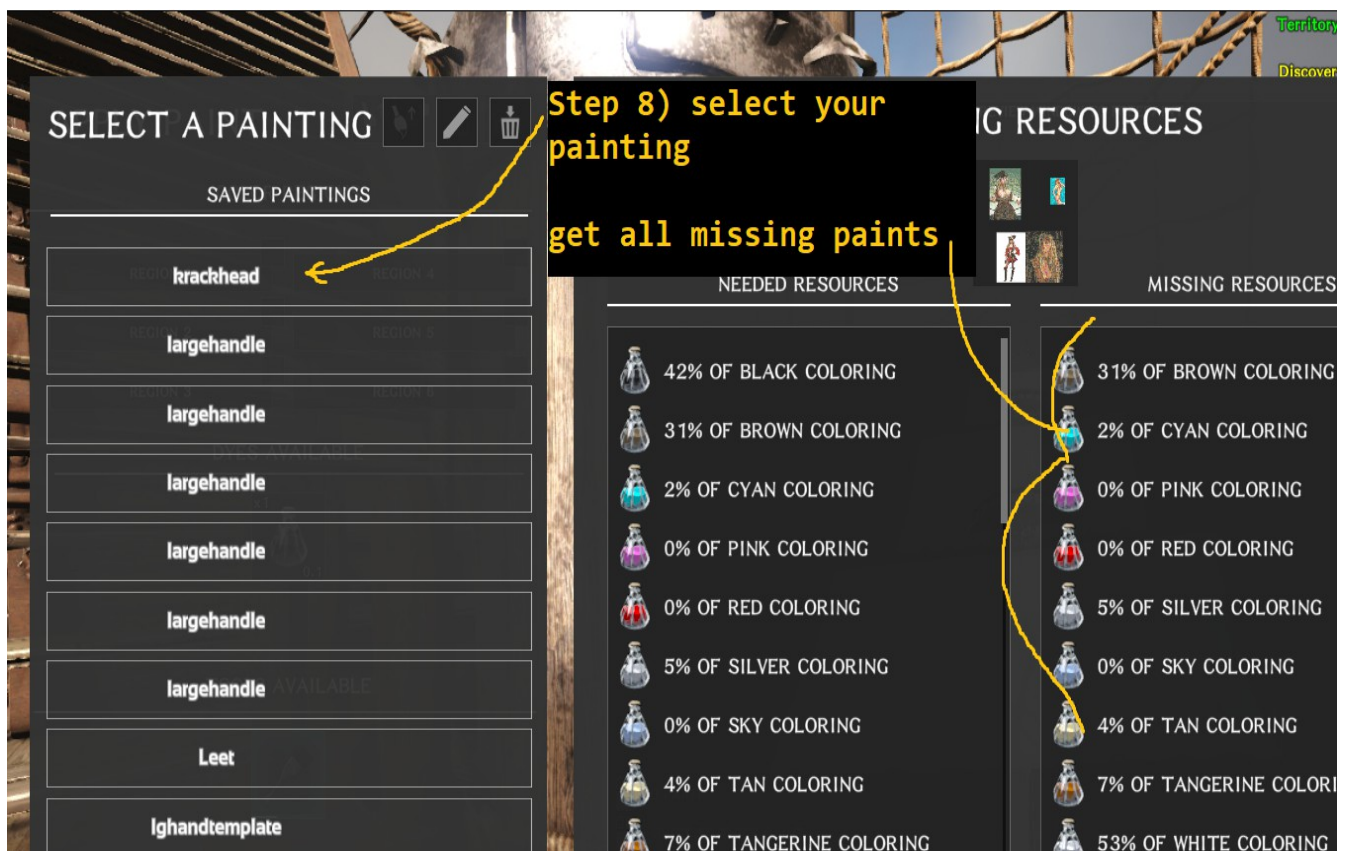 Territory
Discover
SELECT A PAINTING
SAVED PAINTINGS
krackhead
largehandle
largehandle
largehandle
largehandle
largehandle
largehandle
Leet
lghandtemplate
Step 8) select your
painting
get all missing paints
G RESOURCES
NEEDED RESOURCES
42% OF BLACK COLORING
31% OF BROWN COLORING
2% OF CYAN COLORING
0% OF PINK COLORING
0% OF RED COLORING
5% OF SILVER COLORING
0% OF SKY COLORING
4% OF TAN COLORING
7% OF TANGERINE COLORING
MISSING RESOURCES
31% OF BROWN COLORING
2% OF CYAN COLORING
0% OF PINK COLORING
0% OF RED COLORING
5% OF SILVER COLORING
0% OF SKY COLORING
4% OF TAN COLORING
7% OF TANGERINE COLORI
53% OF WHITE COLORING